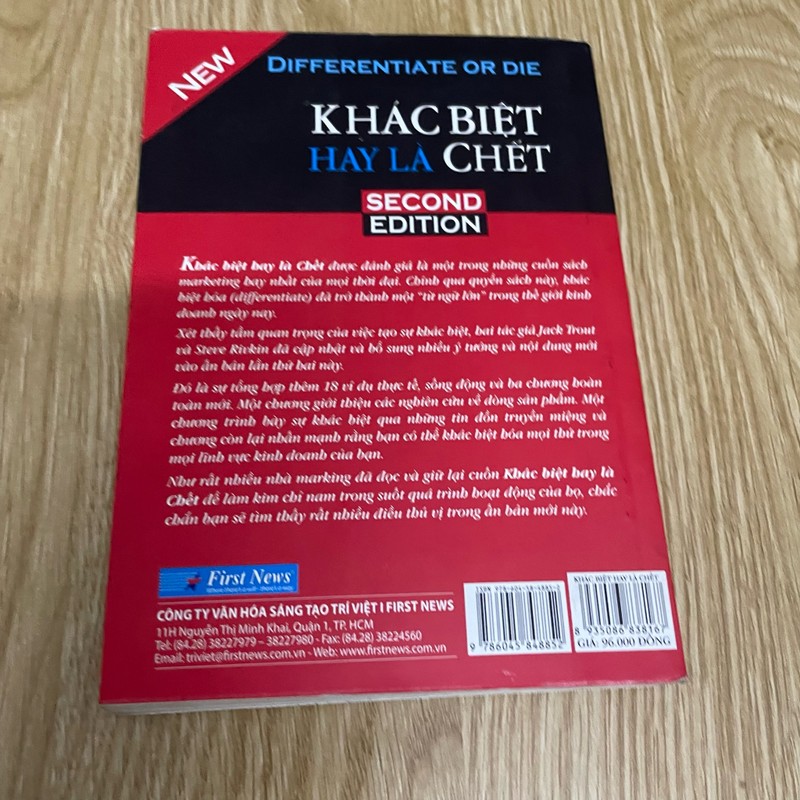 NEW
DIFFERENTIATE OR DIE
KHÁC BIỆT
HAY LÀ CHẾT
SECOND
EDITION
Khác biệt hay là Chết được đánh giá là một trong những cuốn sách
marketing hay nhất của mọi thời đại. Chính qua quyển sách này, khác
biệt hóa (differentiate) đã trở thành một "từ ngữ lớn" trong thế giới kinh
doanh ngày nay.
Xét thấy tầm quan trọng của việc tạo sự khác biệt, hai tác giả Jack Trout
và Steve Rivkin đã cập nhật và bổ sung nhiều ý tưởng và nội dung mới
vào ấn bản lần thứ hai này.
Đó là sự tổng hợp thêm 18 ví dụ thực tế, sống động và ba chương hoàn
toàn mới. Một chương giới thiệu các nghiên cứu về dòng sản phẩm. Một
chương trình bày sự khác biệt qua những tin đồn truyền miệng và
chương còn lại nhấn mạnh rằng bạn có thể khác biệt hóa mọi thứ trong
mọi lĩnh vực kinh doanh của bạn.
Như rất nhiều nhà marking đã đọc và giữ lại cuốn Khác biệt hay là
Chết để làm kim chỉ nam trong suốt quá trình hoạt động của họ, chắc
chắn bạn sẽ tìm thấy rất nhiều điều thú vị trong ấn bản mới này.
First News
CÔNG TY VĂN HÓA SÁNG TẠO TRÍ VIỆT | FIRST NEWS
11H Nguyễn Thị Minh Khai, Quận 1, TP. HCM
Tel: (84.28) 38227979 – 38227980 - Fax: (84.28) 38224560
Email: triviet@firstnews.com.vn - Web: www.firstnews.com.vn
9 786045 848852
KHÁC BIỆT HAY LÀ CHẾT
8 935086 838167
GIÁ: 96.000 ĐỒNG